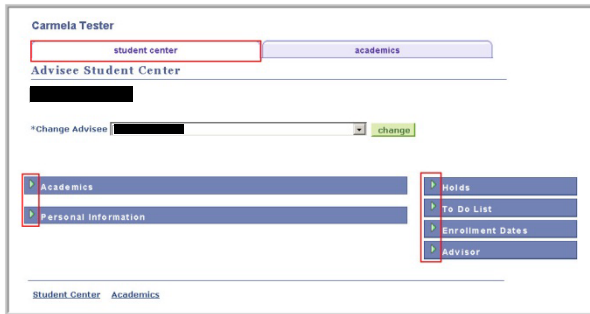 Carmela Tester
student center
academics
Advisee Student Center
*Change Advisee
change
Academics
Personal Information
Holds
To Do List
Enrollment Dates
Advisor
Student Center Academics